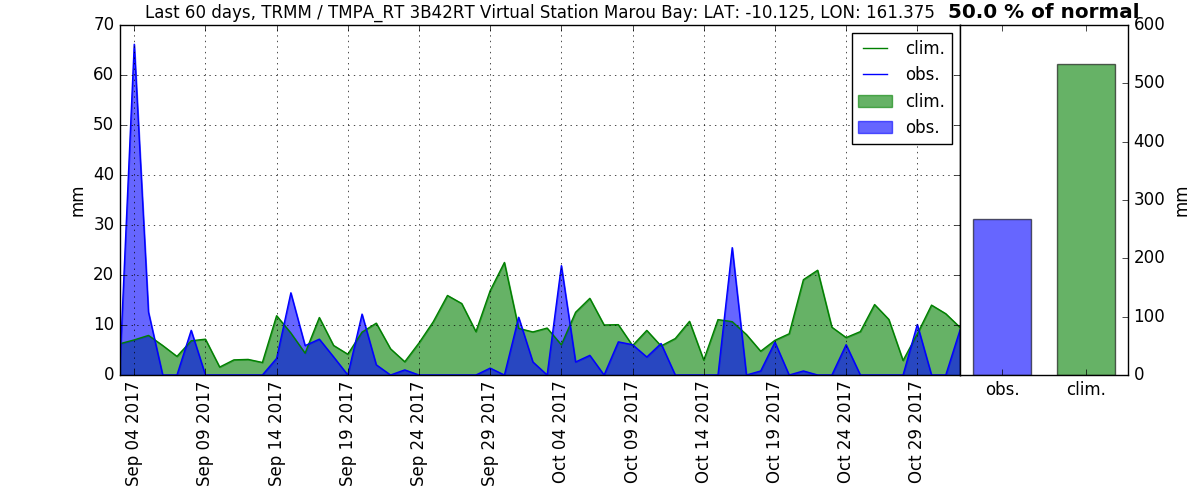 Last 60 days, TRMM / TMPA_RT 3B42RT Virtual Station Marou Bay: LAT: -10.125, LON: 161.375
50.0 % of normal
70
60
50
40
30
20
10
0
mm
clim.
obs.
clim.
obs.
Sep 04 2017
Sep 09 2017
Sep 14 2017
Sep 19 2017
Sep 24 2017
Sep 29 2017
Oct 04 2017
Oct 09 2017
Oct 14 2017
Oct 19 2017
Oct 24 2017
Oct 29 2017
600
500
400
300
200
100
0
mm
obs.
clim.